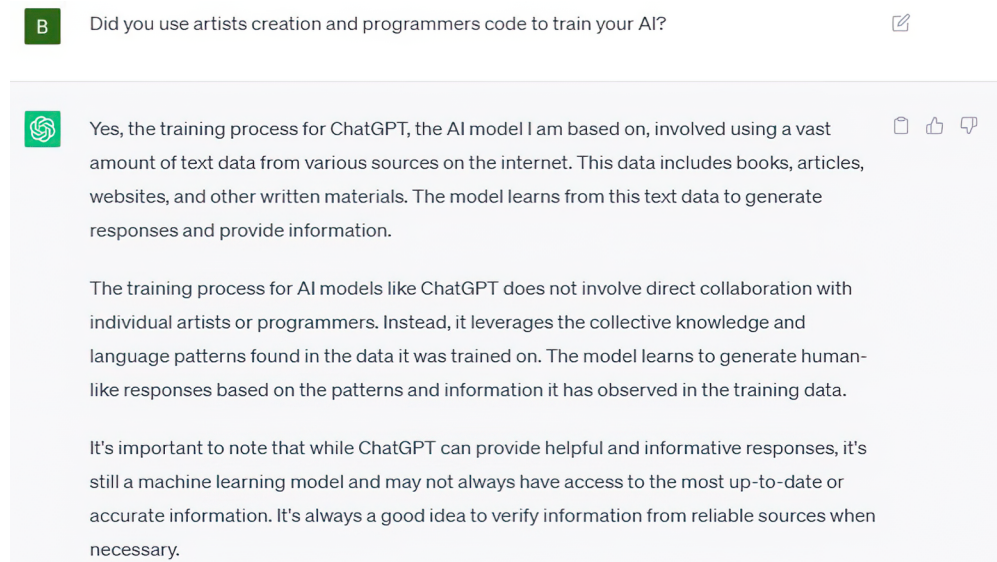 B
Did you use artists creation and programmers code to train your AI?
Yes, the training process for ChatGPT, the AI model I am based on, involved using a vast
amount of text data from various sources on the internet. This data includes books, articles,
websites, and other written materials. The model learns from this text data to generate
responses and provide information.
The training process for AI models like ChatGPT does not involve direct collaboration with
individual artists or programmers. Instead, it leverages the collective knowledge and
language patterns found in the data it was trained on. The model learns to generate human-
like responses based on the patterns and information it has observed in the training data.
It's important to note that while ChatGPT can provide helpful and informative responses, it's
still a machine learning model and may not always have access to the most up-to-date or
accurate information. It's always a good idea to verify information from reliable sources when
necessary.